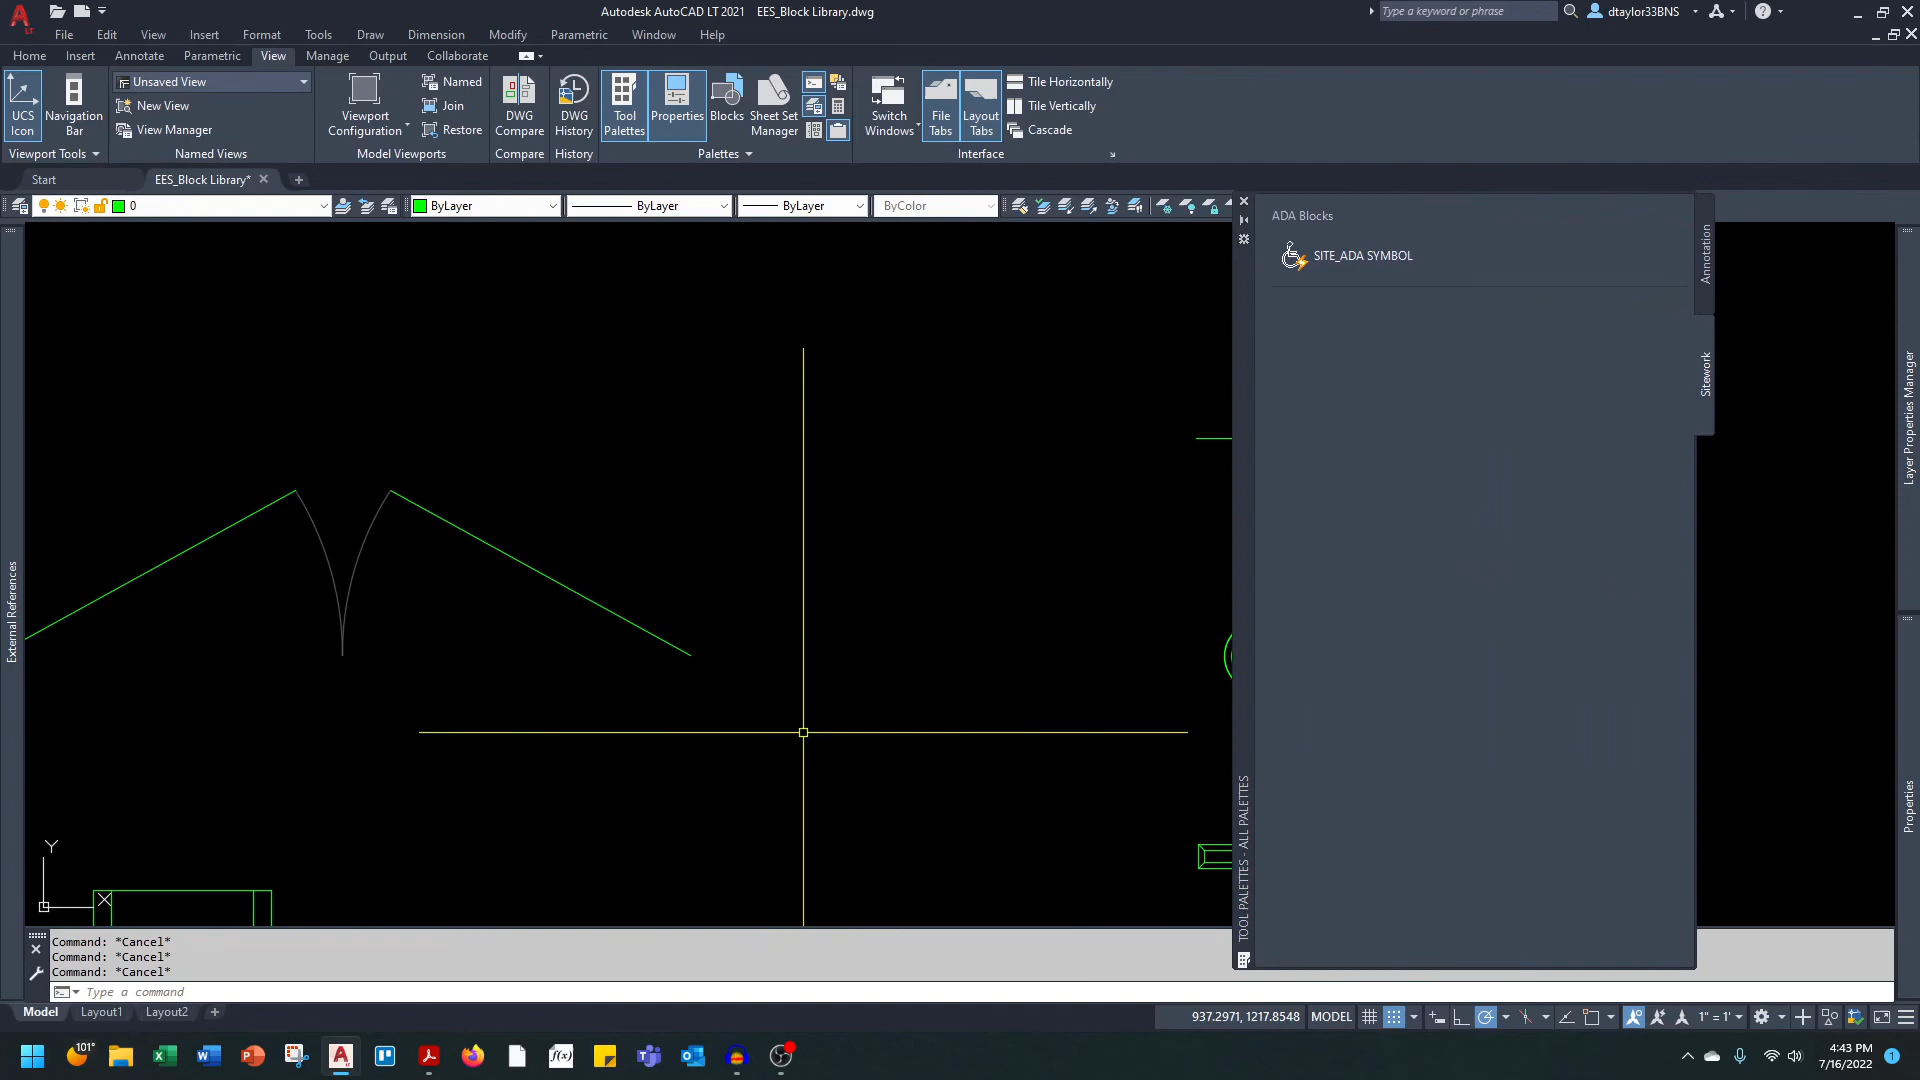 Autodesk AutoCAD LT 2021 EES_Block Library.dwg
Type a keyword or phrase
dtaylor33BNS
LT
File Edit View Insert Format Tools Draw Dimension Modify Parametric Window Help
Home Insert Annotate Parametric View Manage Output Collaborate
UCS Icon
Navigation Bar
Unsaved View
New View
View Manager
Viewport Configuration
Named
Join
Restore
DWG Compare
DWG History
Tool Palettes
Properties
Blocks
Sheet Set Manager
Switch Windows
File Tabs
Layout Tabs
Tile Horizontally
Tile Vertically
Cascade
Viewport Tools Named Views Model Viewports Compare History Palettes Interface
Start EES_Block Library*
0 ByLayer ByLayer ByLayer ByColor
ADA Blocks
SITE_ADA SYMBOL
Annotation
Sitework
TOOL PALETTES - ALL PALETTES
External References
Layer Properties Manager
Properties
Y
X
Command: *Cancel*
Command: *Cancel*
Command: *Cancel*
Type a command
Model Layout1 Layout2
937.2971, 1217.8548 MODEL 1" = 1'
101°
f(x)
4:43 PM
7/16/2022
1